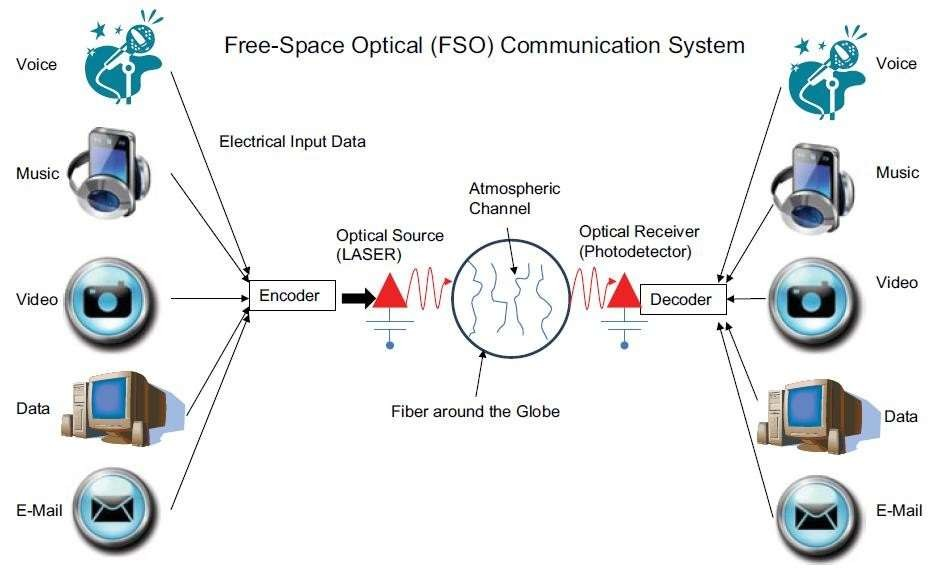 Free-Space Optical (FSO) Communication System
Voice
Music
Video
Data
E-Mail
Electrical Input Data
Encoder
Optical Source
(LASER)
Atmospheric
Channel
Fiber around the Globe
Optical Receiver
(Photodetector)
Decoder
Voice
Music
Video
Data
E-Mail